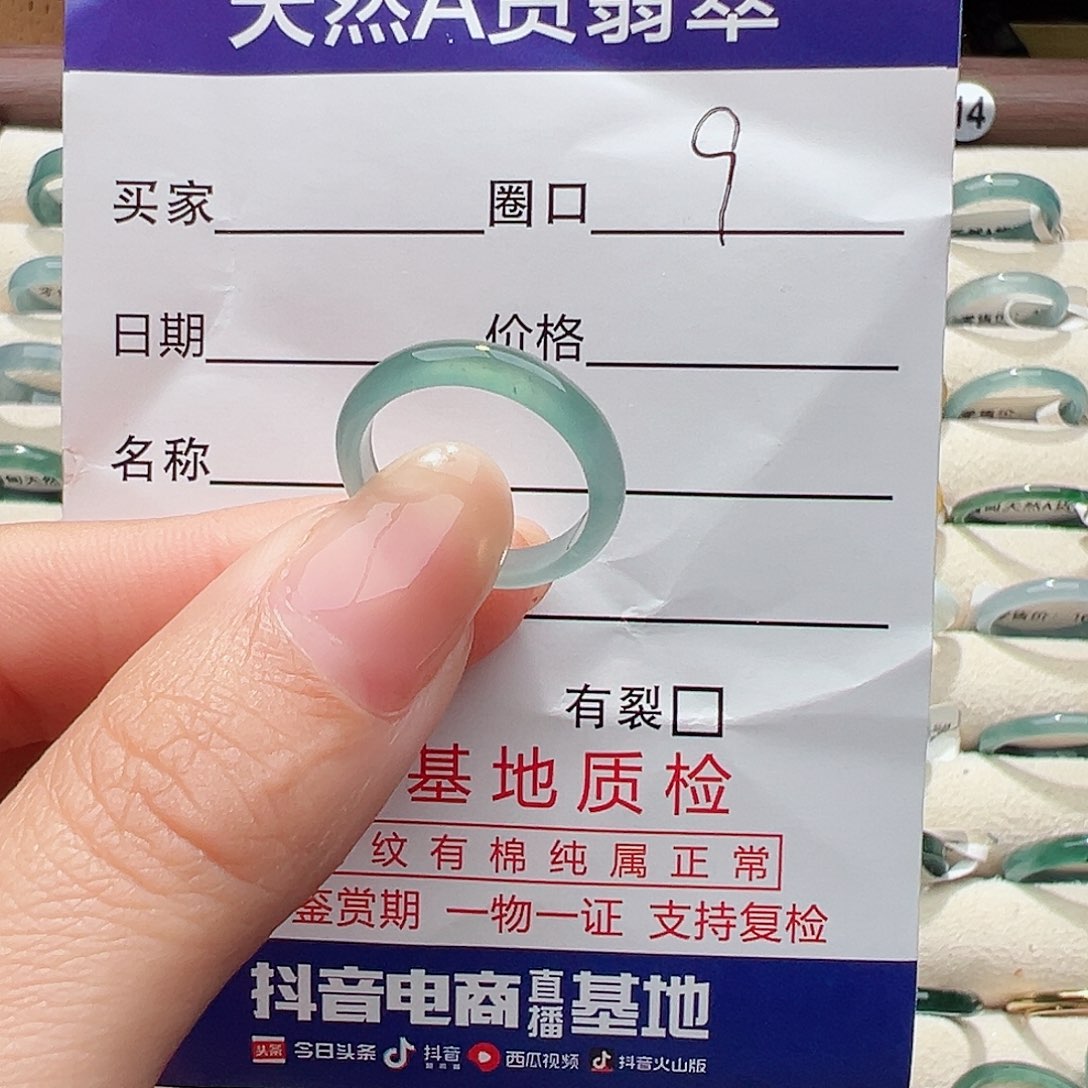 天然A货翡翠
14
买家 圈口 9
日期 价格
名称
有裂
基地质检
纹有棉纯属正常
鉴赏期 一物一证 支持复检
抖音电商直播基地
头条 今日头条 抖音 西瓜视频 抖音火山版